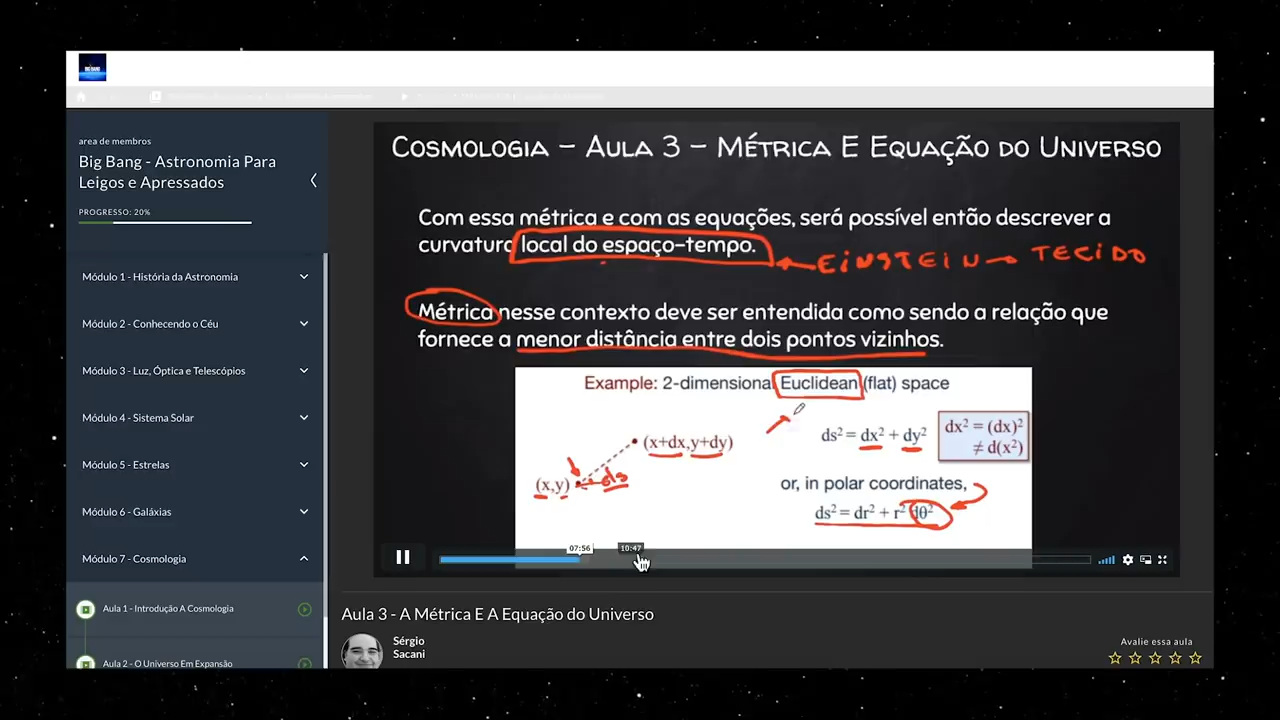 BIG BANG
area de membros
Big Bang - Astronomia Para
Leigos e Apressados
PROGRESSO: 20%
Módulo 1 - História da Astronomia
Módulo 2 - Conhecendo o Céu
Módulo 3 - Luz, Óptica e Telescópios
Módulo 4 - Sistema Solar
Módulo 5 - Estrelas
Módulo 6 - Galáxias
Módulo 7 - Cosmologia
Aula 1 - Introdução A Cosmologia
Aula 2 - O Universo Em Expansão
Cosmologia – Aula 3 – Métrica E Equação do Universo
Com essa métrica e com as equações, será possível então descrever a
curvatura local do espaço-tempo.
EINSTEIN → TECIDO
Métrica nesse contexto deve ser entendida como sendo a relação que
fornece a menor distância entre dois pontos vizinhos.
Example: 2-dimensional Euclidean (flat) space
(x+dx,y+dy)
(x,y)
ds
ds² = dx² + dy²
dx² = (dx)²
≠ d(x²)
or, in polar coordinates,
ds² = dr² + r² dθ²
07:56
10:47
Aula 3 - A Métrica E A Equação do Universo
Sérgio
Sacani
Avalie essa aula